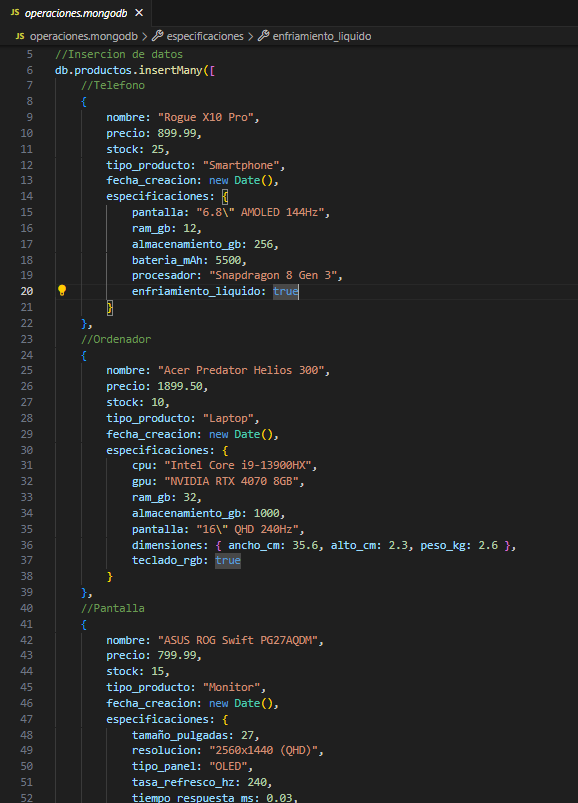 JS operaciones.mongodb ×
JS operaciones.mongodb > especificaciones > enfriamiento_liquido
5 //Insercion de datos
6 db.productos.insertMany([
7 //Telefono
8 {
9 nombre: "Rogue X10 Pro",
10 precio: 899.99,
11 stock: 25,
12 tipo_producto: "Smartphone",
13 fecha_creacion: new Date(),
14 especificaciones: {
15 pantalla: "6.8\" AMOLED 144Hz",
16 ram_gb: 12,
17 almacenamiento_gb: 256,
18 bateria_mAh: 5500,
19 procesador: "Snapdragon 8 Gen 3",
20 enfriamiento_liquido: true
21 }
22 },
23 //Ordenador
24 {
25 nombre: "Acer Predator Helios 300",
26 precio: 1899.50,
27 stock: 10,
28 tipo_producto: "Laptop",
29 fecha_creacion: new Date(),
30 especificaciones: {
31 cpu: "Intel Core i9-13900HX",
32 gpu: "NVIDIA RTX 4070 8GB",
33 ram_gb: 32,
34 almacenamiento_gb: 1000,
35 pantalla: "16\" QHD 240Hz",
36 dimensiones: { ancho_cm: 35.6, alto_cm: 2.3, peso_kg: 2.6 },
37 teclado_rgb: true
38 }
39 },
40 //Pantalla
41 {
42 nombre: "ASUS ROG Swift PG27AQDM",
43 precio: 799.99,
44 stock: 15,
45 tipo_producto: "Monitor",
46 fecha_creacion: new Date(),
47 especificaciones: {
48 tamaño_pulgadas: 27,
49 resolucion: "2560x1440 (QHD)",
50 tipo_panel: "OLED",
51 tasa_refresco_hz: 240,
52 tiempo_respuesta_ms: 0.03,